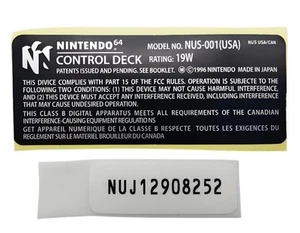 NINTENDO 64 MODEL NO. NUS-001(USA) NUS USA/CAN
CONTROL DECK RATING: 19W
PATENTS ISSUED AND PENDING. SEE BOOKLET. Ⓜ ©1996 NINTENDO MADE IN JAPAN
THIS DEVICE COMPLIES WITH PART 15 OF THE FCC RULES. OPERATION IS SUBJECT TO THE
FOLLOWING TWO CONDITIONS: (1) THIS DEVICE MAY NOT CAUSE HARMFUL INTERFERENCE,
AND (2) THIS DEVICE MUST ACCEPT ANY INTERFERENCE RECEIVED, INCLUDING
INTERFERENCE THAT MAY CAUSE UNDESIRED OPERATION.
THIS CLASS B DIGITAL APPARATUS MEETS ALL REQUIREMENTS OF THE CANADIAN
INTERFERENCE-CAUSING EQUIPMENT REGULATIONS
CET APPAREIL NUMERIQUE DE LA CLASSE B RESPECTE TOUTES LES EXIGENCES DU
REGLEMENT SUR LE MATERIEL BROUILLEUR DU CANADA
NUJ12908252